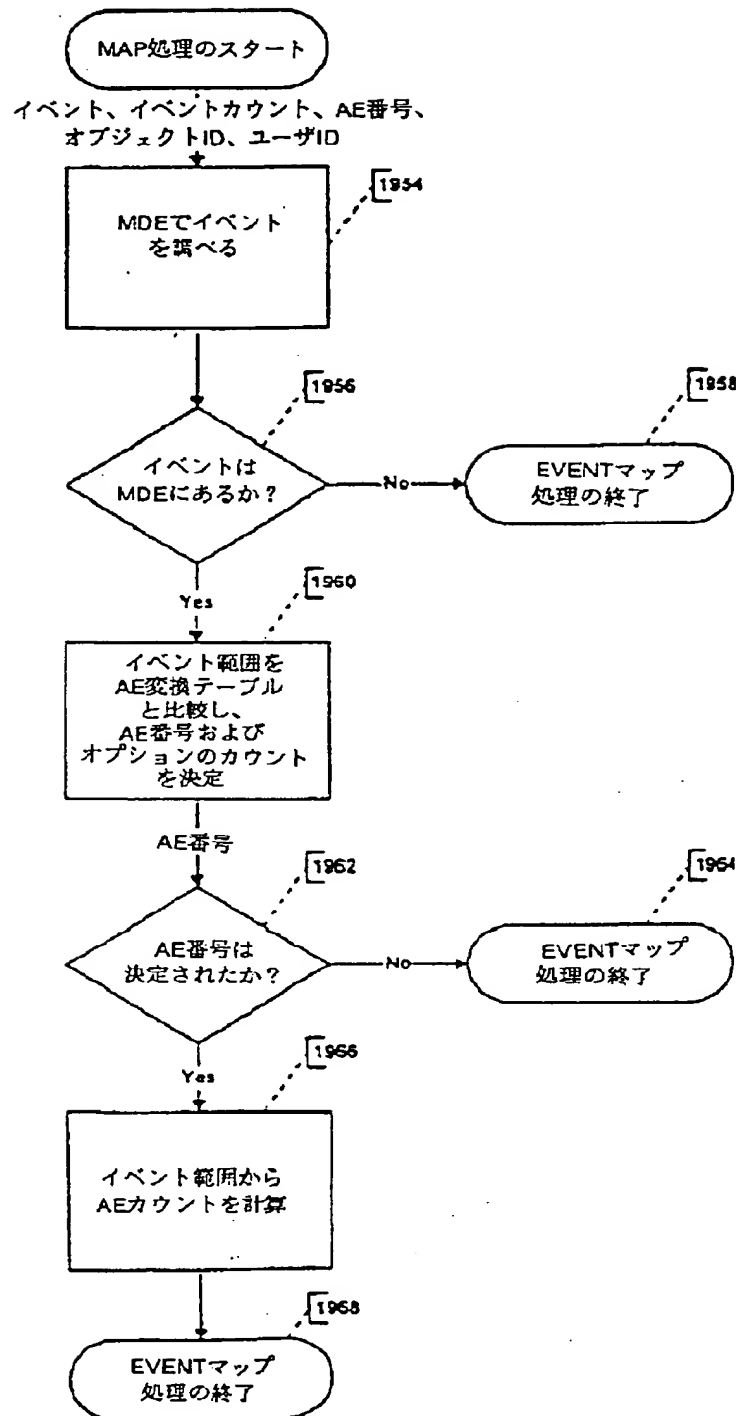 MAP処理のスタート
イベント、イベントカウント、AE番号、
オブジェクトID、ユーザID
1954
MDEでイベント
を調べる
1956
1958
イベントは
MDEにあるか？
No
EVENTマップ
処理の終了
Yes
1960
イベント範囲を
AE変換テーブル
と比較し、
AE番号および
オプションのカウント
を決定
AE番号
1962
1964
AE番号は
決定されたか？
No
EVENTマップ
処理の終了
Yes
1966
イベント範囲から
AEカウントを計算
1968
EVENTマップ
処理の終了